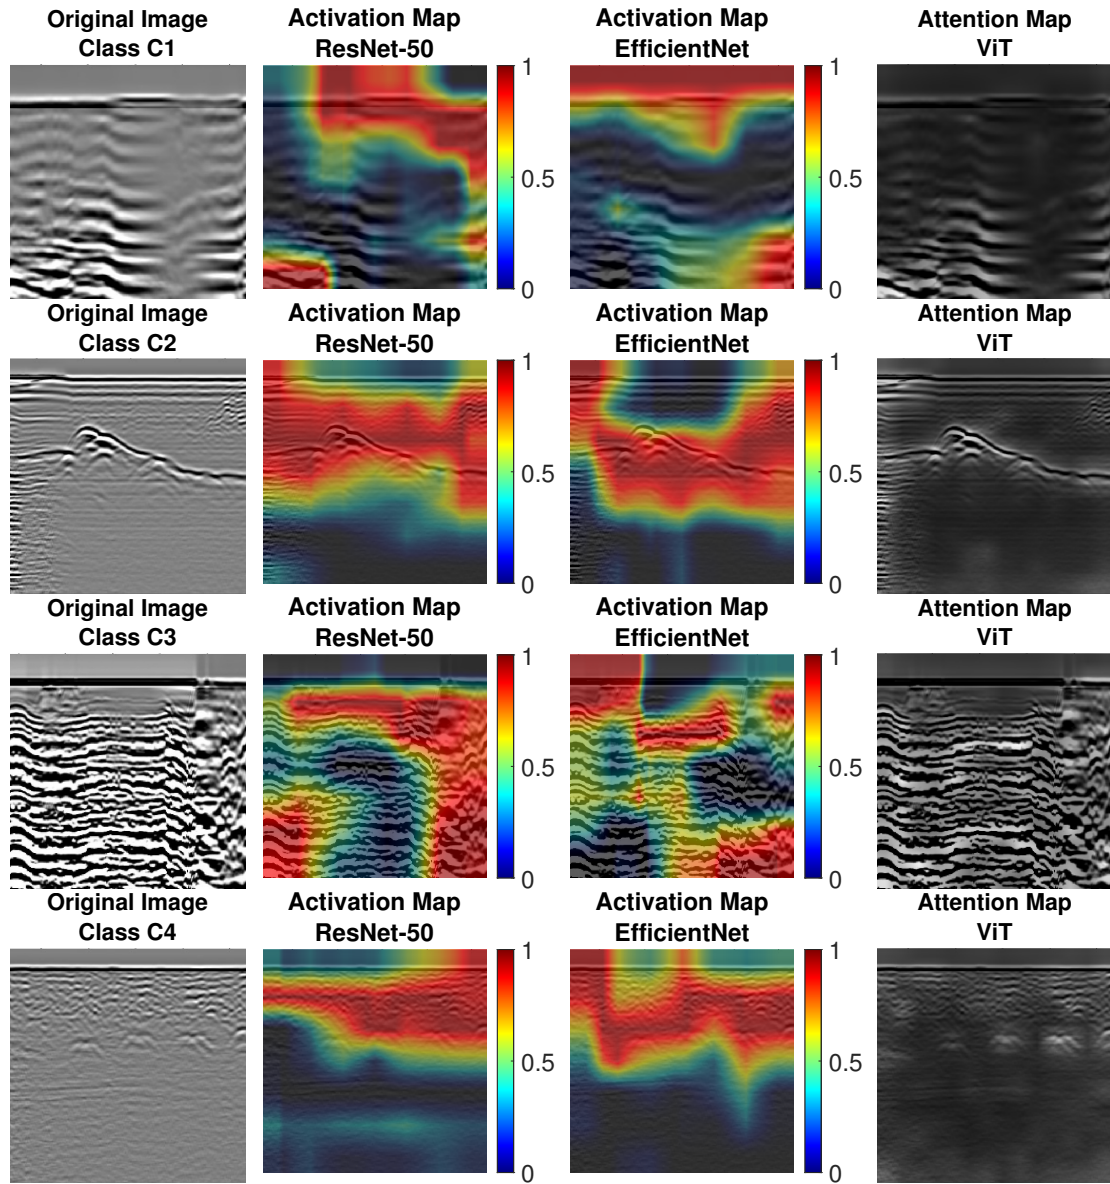 Original Image
Class C1
Activation Map
ResNet-50
1
0.5
0
Activation Map
EfficientNet
1
0.5
0
Attention Map
ViT
Original Image
Class C2
Activation Map
ResNet-50
1
0.5
0
Activation Map
EfficientNet
1
0.5
0
Attention Map
ViT
Original Image
Class C3
Activation Map
ResNet-50
1
0.5
0
Activation Map
EfficientNet
1
0.5
0
Attention Map
ViT
Original Image
Class C4
Activation Map
ResNet-50
1
0.5
0
Activation Map
EfficientNet
1
0.5
0
Attention Map
ViT